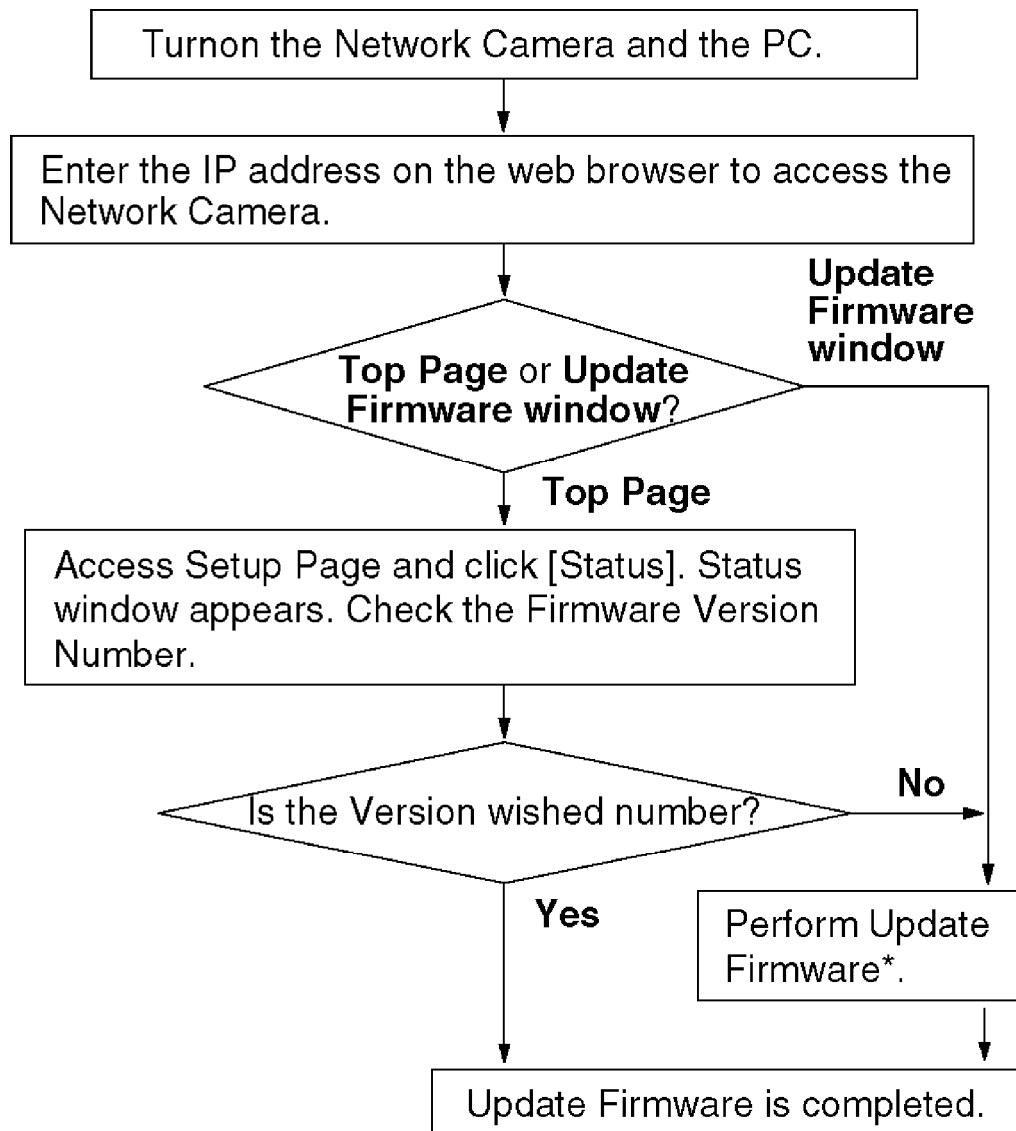 Turnon the Network Camera and the PC.
Enter the IP address on the web browser to access the
Network Camera.
Update
Firmware
window
Top Page or Update
Firmware window?
Top Page
Access Setup Page and click [Status]. Status
window appears. Check the Firmware Version
Number.
Is the Version wished number?
No
Yes
Perform Update
Firmware*.
Update Firmware is completed.